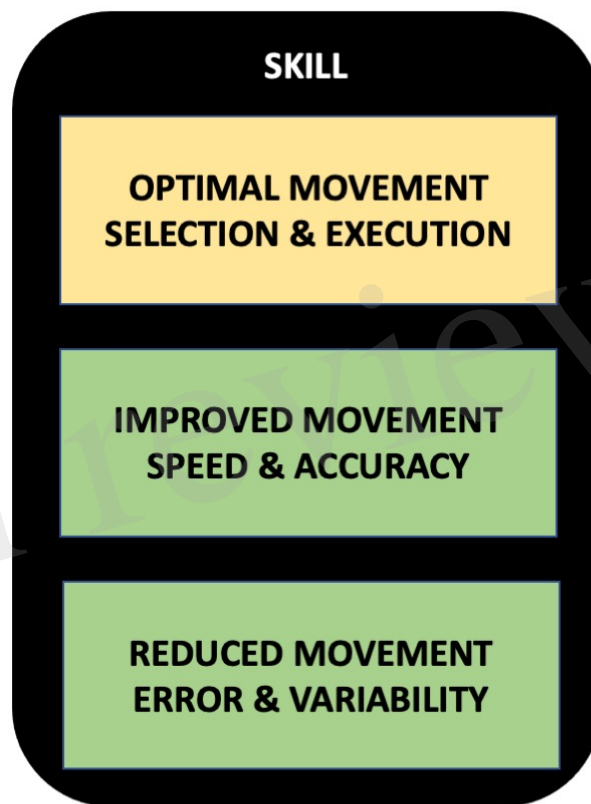 SKILL
OPTIMAL MOVEMENT
SELECTION & EXECUTION
IMPROVED MOVEMENT
SPEED & ACCURACY
REDUCED MOVEMENT
ERROR & VARIABILITY